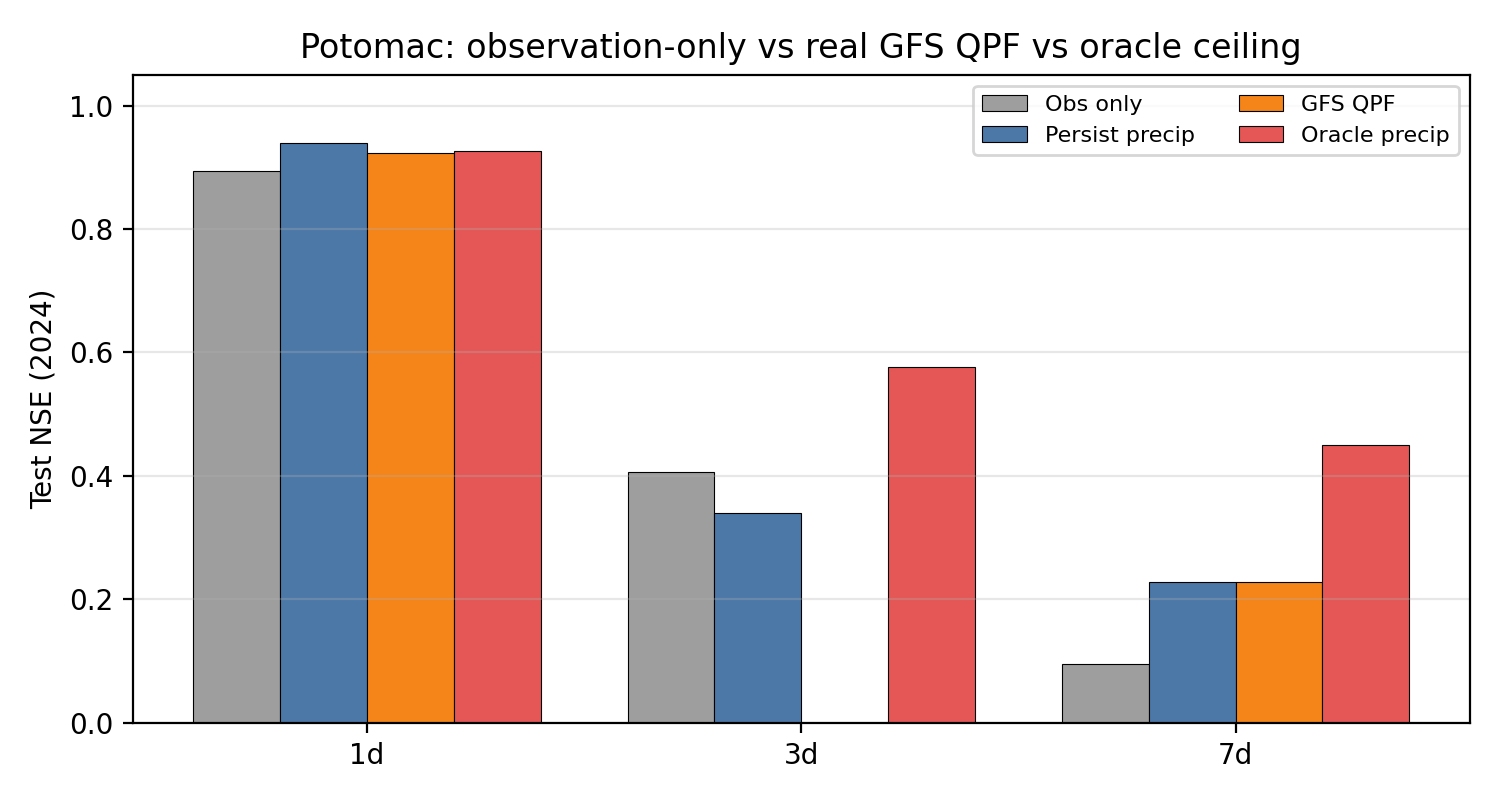 Potomac: observation-only vs real GFS QPF vs oracle ceiling
Obs only
Persist precip
GFS QPF
Oracle precip
Test NSE (2024)
1.0
0.8
0.6
0.4
0.2
0.0
1d
3d
7d